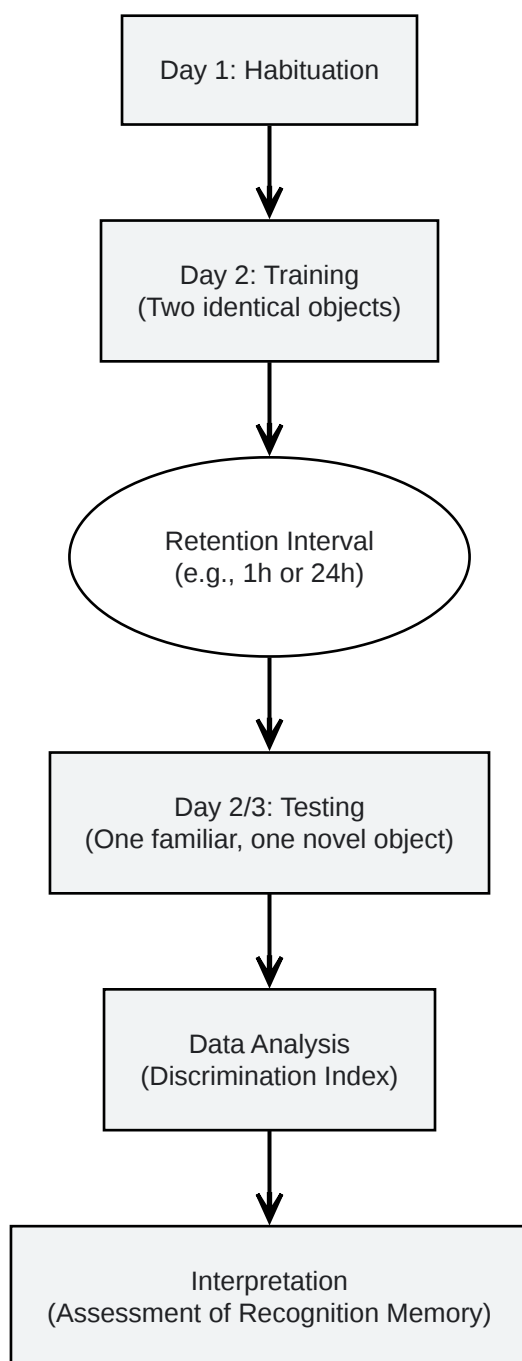 Day 1: Habituation
Day 2: Training
(Two identical objects)
Retention Interval
(e.g., 1h or 24h)
Day 2/3: Testing
(One familiar, one novel object)
Data Analysis
(Discrimination Index)
Interpretation
(Assessment of Recognition Memory)